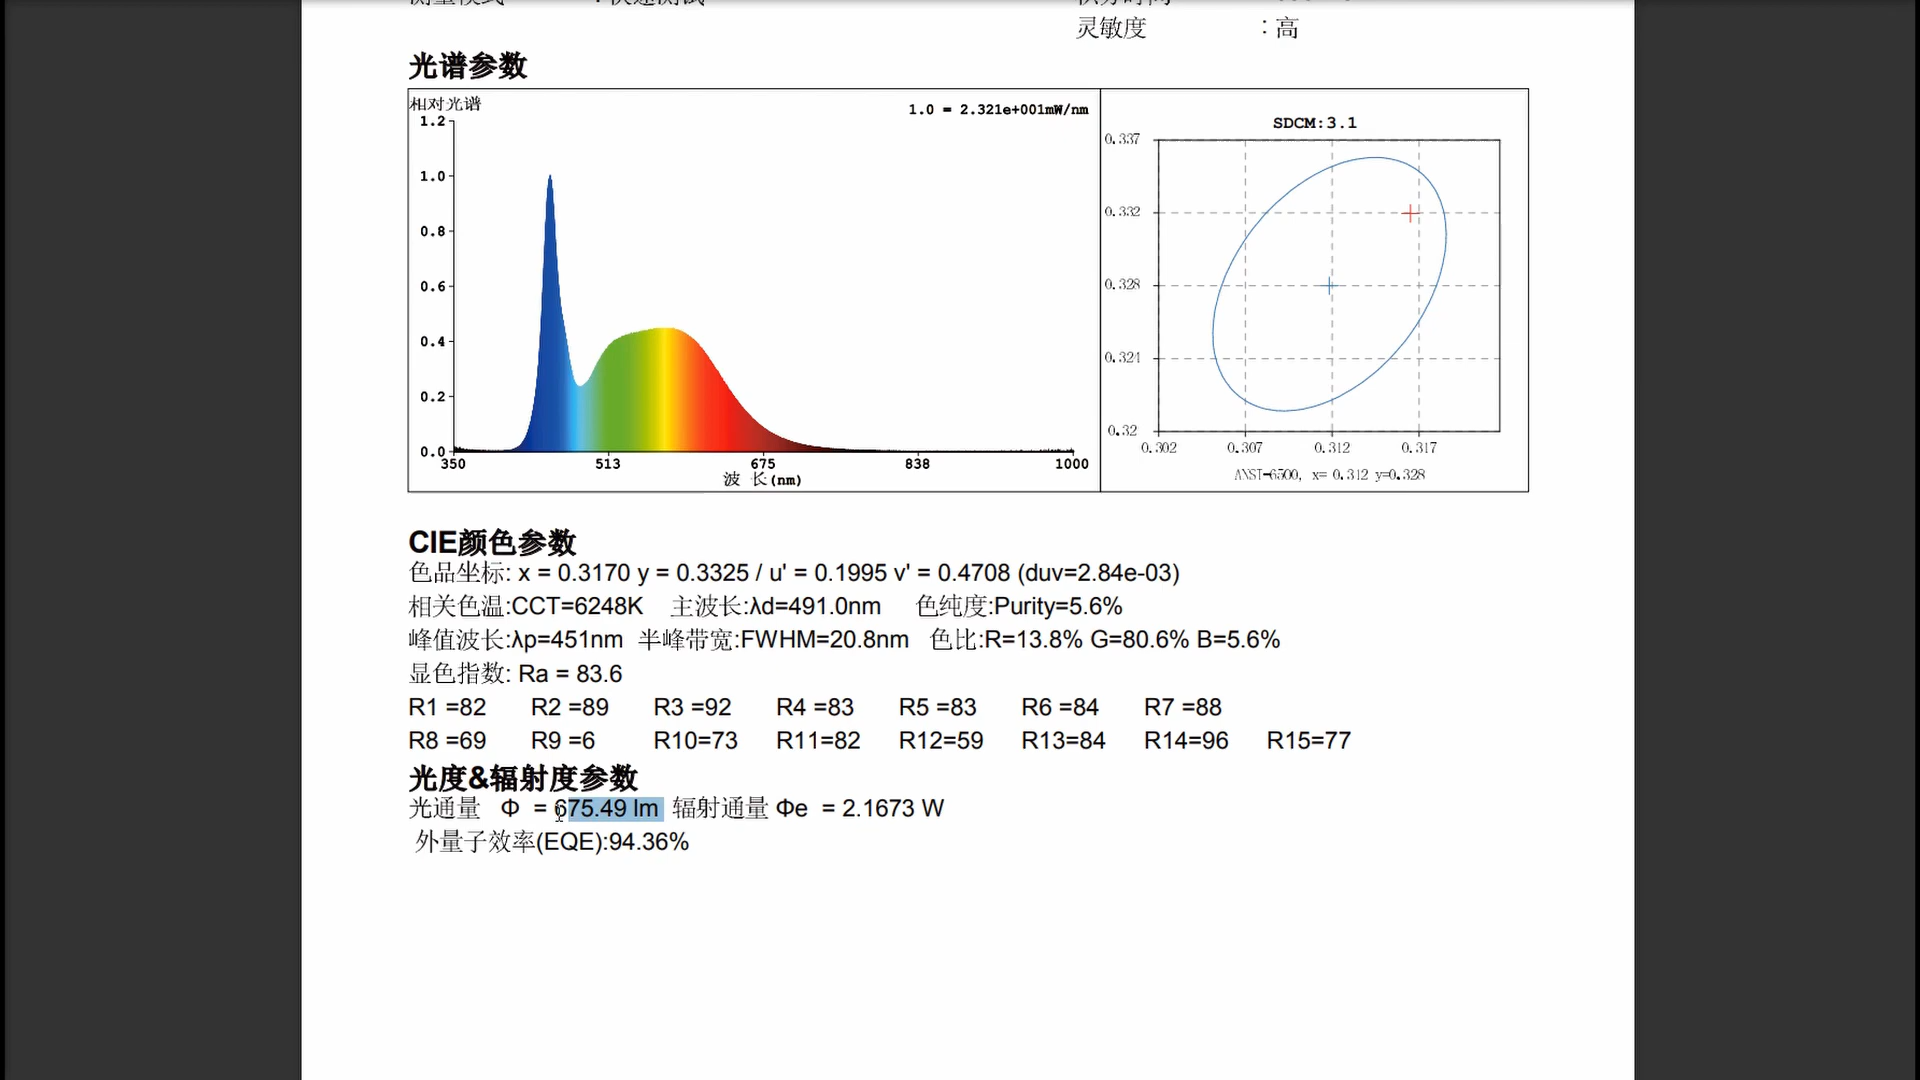 灵敏度 : 高
光谱参数
相对光谱
1.0 = 2.321e+001mW/nm
1.2
1.0
0.8
0.6
0.4
0.2
0.0
350 513 675 838 1000
波 长(nm)
SDCM:3.1
0.337
0.332
0.328
0.324
0.32
0.302 0.307 0.312 0.317
ANSI-6500, x= 0.312 y=0.328
CIE颜色参数
色品坐标: x = 0.3170 y = 0.3325 / u' = 0.1995 v' = 0.4708 (duv=2.84e-03)
相关色温:CCT=6248K 主波长:λd=491.0nm 色纯度:Purity=5.6%
峰值波长:λp=451nm 半峰带宽:FWHM=20.8nm 色比:R=13.8% G=80.6% B=5.6%
显色指数: Ra = 83.6
R1 =82 R2 =89 R3 =92 R4 =83 R5 =83 R6 =84 R7 =88
R8 =69 R9 =6 R10=73 R11=82 R12=59 R13=84 R14=96 R15=77
光度&辐射度参数
光通量 Φ = 675.49 lm 辐射通量 Φe = 2.1673 W
外量子效率(EQE):94.36%